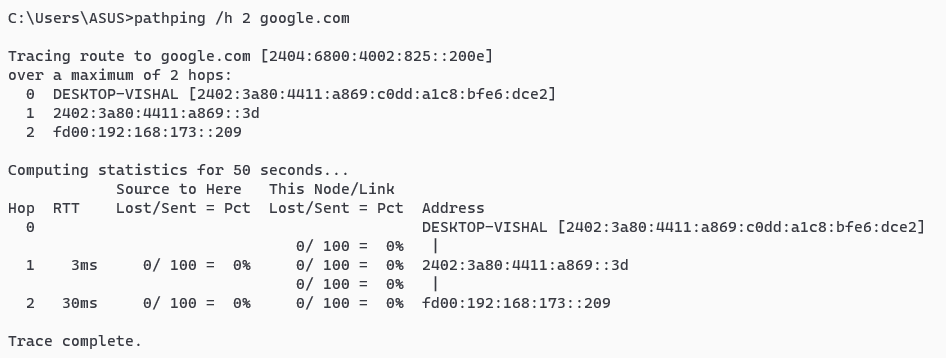 C:\Users\ASUS>pathping /h 2 google.com

Tracing route to google.com [2404:6800:4002:825::200e]
over a maximum of 2 hops:
  0  DESKTOP-VISHAL [2402:3a80:4411:a869:c0dd:a1c8:bfe6:dce2]
  1  2402:3a80:4411:a869::3d
  2  fd00:192:168:173::209

Computing statistics for 50 seconds...
            Source to Here   This Node/Link
Hop  RTT    Lost/Sent = Pct  Lost/Sent = Pct  Address
  0                                           DESKTOP-VISHAL [2402:3a80:4411:a869:c0dd:a1c8:bfe6:dce2]
                                0/ 100 =  0%   |
  1    3ms     0/ 100 =  0%     0/ 100 =  0%  2402:3a80:4411:a869::3d
                                0/ 100 =  0%   |
  2   30ms     0/ 100 =  0%     0/ 100 =  0%  fd00:192:168:173::209

Trace complete.